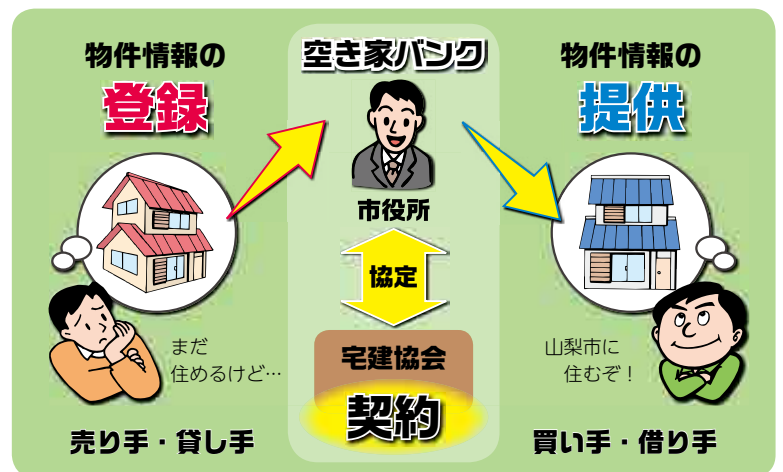 物件情報の
登録
まだ
住めるけど…
売り手・貸し手
空き家バンク
市役所
協定
宅建協会
契約
物件情報の
提供
山梨市に
住むぞ！
買い手・借り手